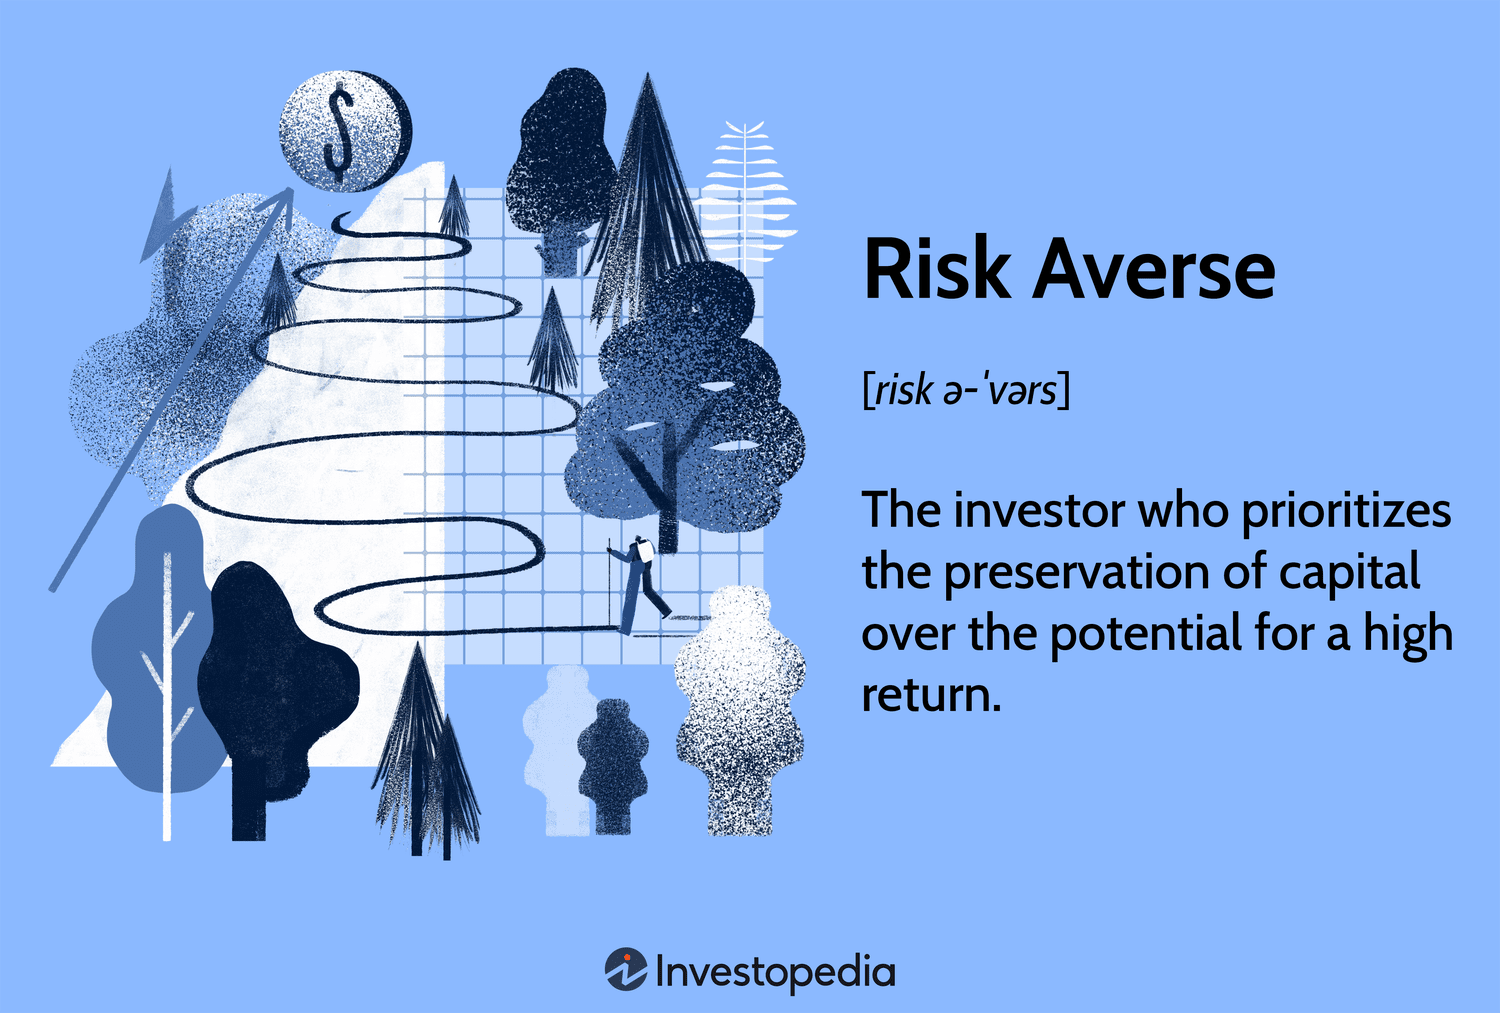 $
Risk Averse
[risk ə-ˈvərs]
The investor who prioritizes
the preservation of capital
over the potential for a high
return.
Investopedia